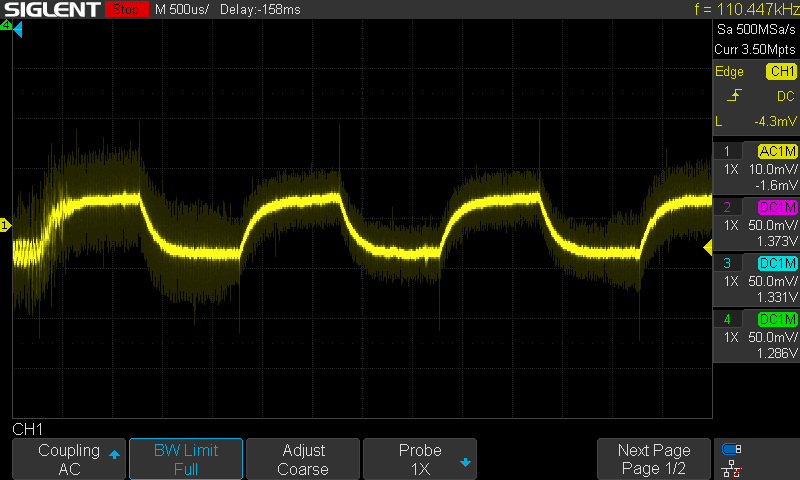 SIGLENT Stop M 500us/ Delay:-158ms f = 110.447kHz
Sa 500MSa/s
Curr 3.50Mpts
Edge CH1
DC
L -4.3mV
1 AC1M
1X 10.0mV/
-1.6mV
2 DC1M
1X 50.0mV/
1.373V
3 DC1M
1X 50.0mV/
1.331V
4 DC1M
1X 50.0mV/
1.286V
4
1
CH1
Coupling
AC
BW Limit
Full
Adjust
Coarse
Probe
1X
Next Page
Page 1/2